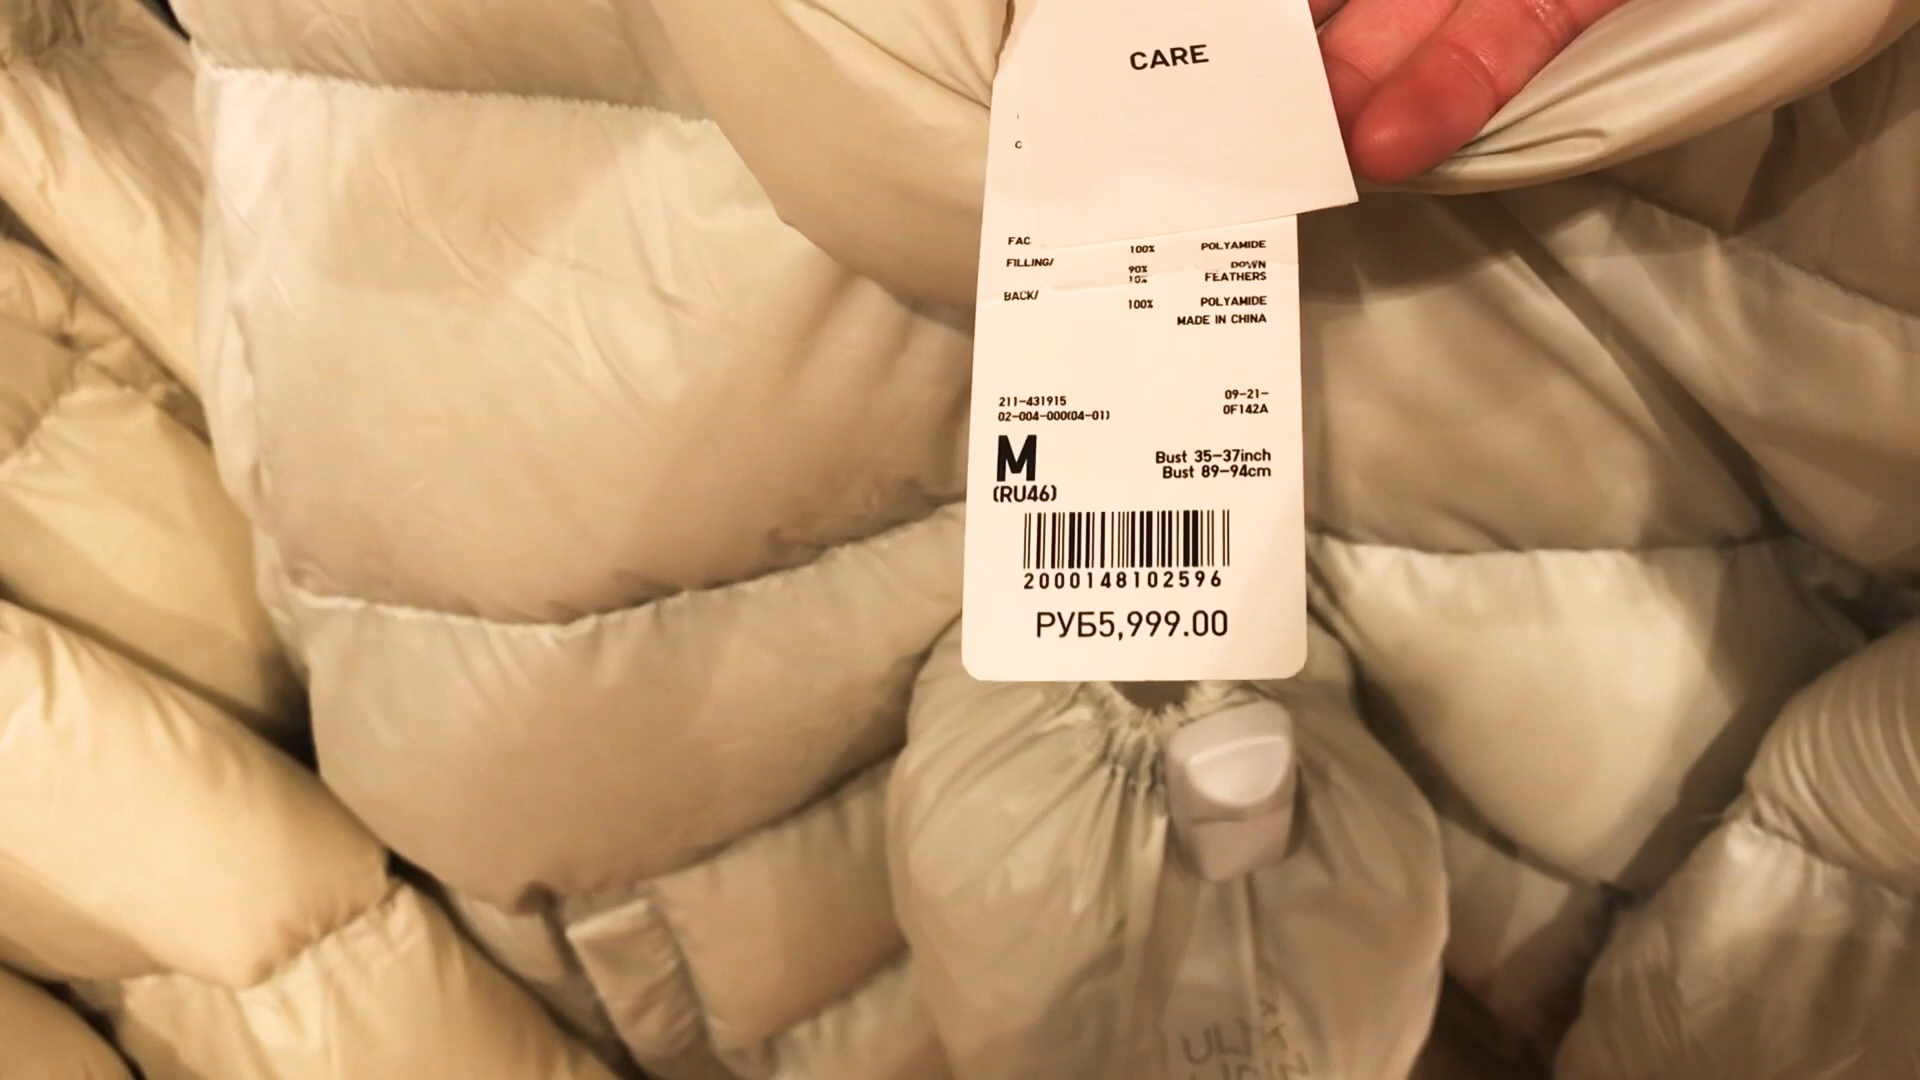 CARE
FAC
100% POLYAMIDE
FILLING/
90% DOWN
10% FEATHERS
BACK/
100% POLYAMIDE
MADE IN CHINA
211-431915 09-21-
02-004-000(04-01) 0F142A
M Bust 35-37inch
Bust 89-94cm
(RU46)
2000148102596
РУБ5,999.00